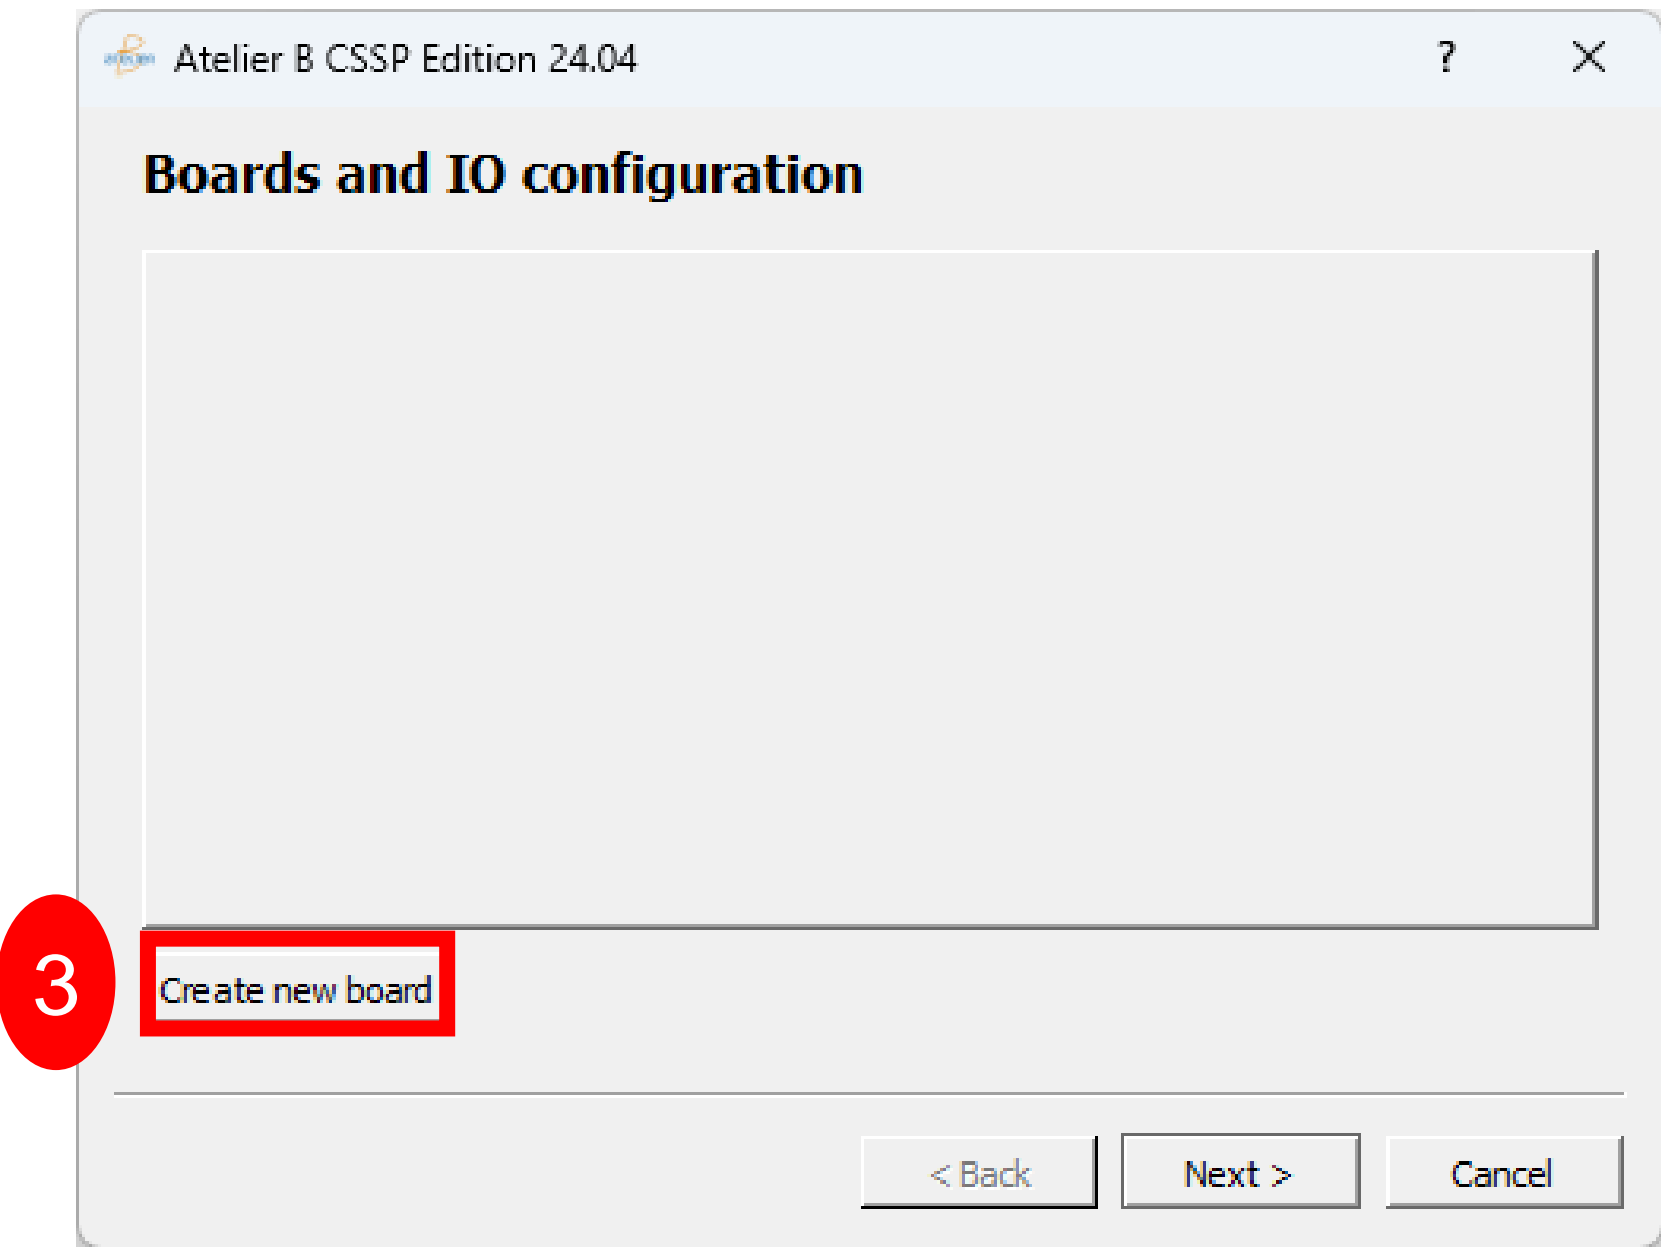 Atelier B CSSP Edition 24.04 ?
Boards and IO configuration
3 Create new board
< Back Next > Cancel